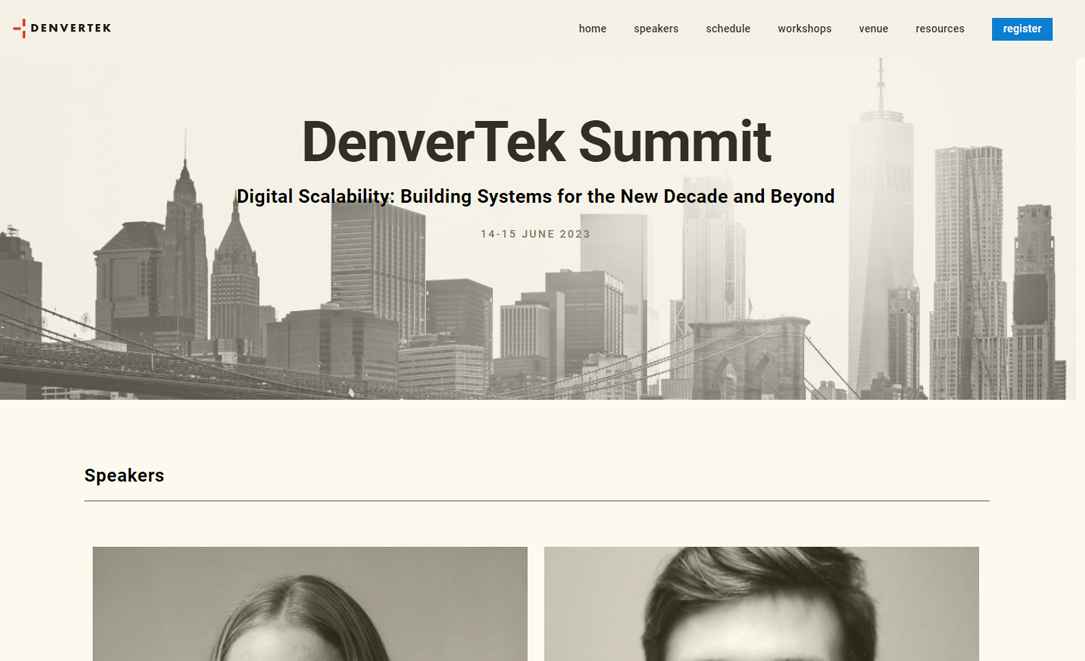 DENVERTEK
home
speakers
schedule
workshops
venue
resources
register
DenverTek Summit
Digital Scalability: Building Systems for the New Decade and Beyond
14-15 JUNE 2023
Speakers